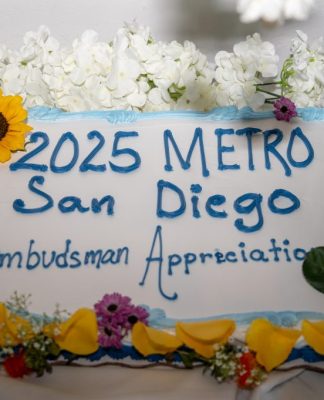 2025 METRO
San Diego
mbudsman Appreciatio